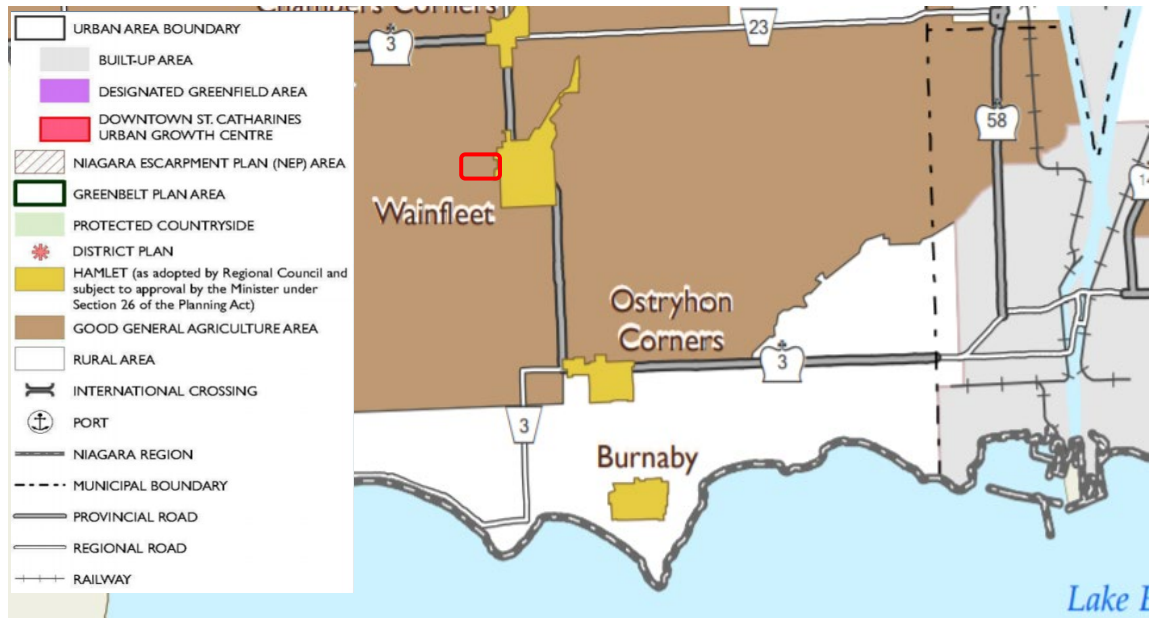 Chambers Corners
URBAN AREA BOUNDARY
BUILT-UP AREA
DESIGNATED GREENFIELD AREA
DOWNTOWN ST. CATHARINES
URBAN GROWTH CENTRE
NIAGARA ESCARPMENT PLAN (NEP) AREA
GREENBELT PLAN AREA
PROTECTED COUNTRYSIDE
DISTRICT PLAN
HAMLET (as adopted by Regional Council and
subject to approval by the Minister under
Section 26 of the Planning Act)
GOOD GENERAL AGRICULTURE AREA
RURAL AREA
INTERNATIONAL CROSSING
PORT
NIAGARA REGION
MUNICIPAL BOUNDARY
PROVINCIAL ROAD
REGIONAL ROAD
RAILWAY
3
23
58
14
Wainfleet
Ostryhon
Corners
3
3
Burnaby
Lake